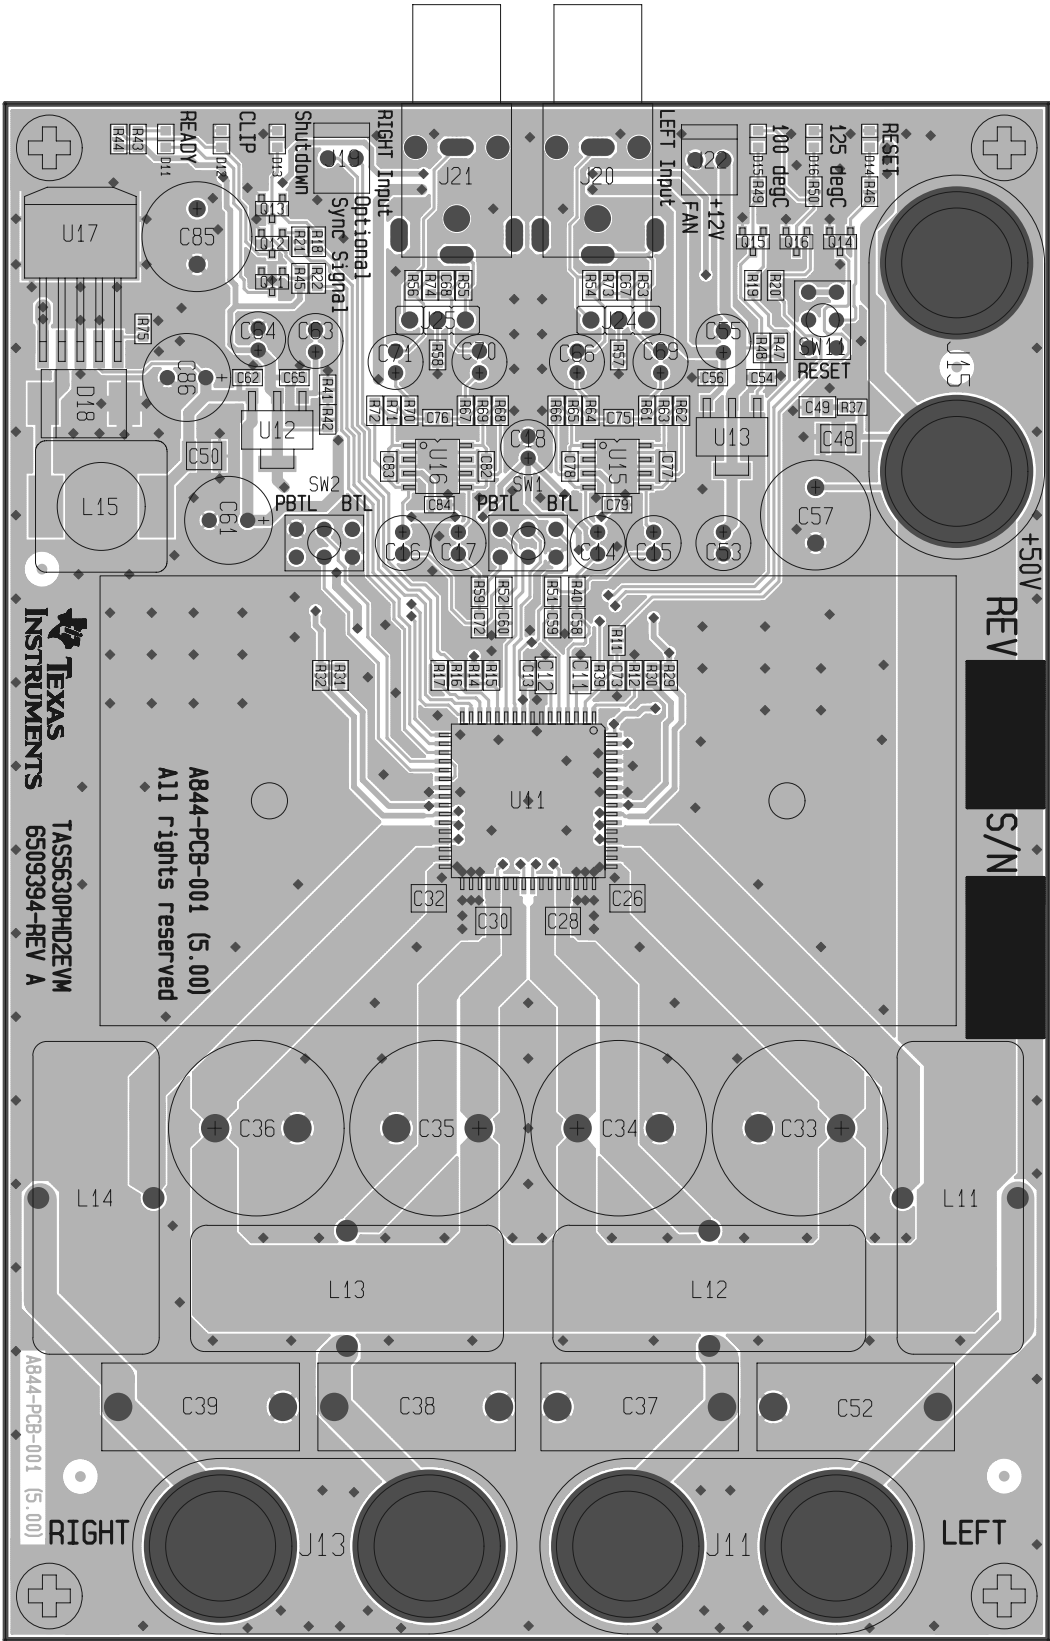 READY
CLIP
Shutdown
RIGHT Input
Optional
Sync Signal
LEFT Input
+12V
FAN
100 degC
125 degC
RESET
R44
R43
D11
J21
J20
J22
D15
R49
D16
R50
D14
R46
U17
C85
Q13
Q12
R21
R18
R45
R22
Q15
Q16
Q14
R56
R74
C68
R55
R54
R73
C67
R53
R19
R20
R75
C64
C63
J25
J24
C55
R48
R47
SW11
RESET
J15
C71
R58
C70
C66
R57
C69
D18
C86
+
C62
C65
R41
R42
C56
C54
R72
R71
R70
C76
R67
R69
R68
R66
R65
R64
C75
R61
R63
R62
C49
R37
C48
U12
U13
C50
C83
U16
C82
C18
C78
U15
C77
L15
C61
+
SW2
PBTL
BTL
C84
SW1
PBTL
BTL
C79
C57
C16
C17
C14
C15
C53
+50V
R59
R52
C72
C60
R51
R40
C59
C58
R11
REV
TEXAS
INSTRUMENTS
R32
R31
R17
R16
R14
R15
C13
C12
C11
R39
C73
R12
R30
R29
U11
S/N
A844-PCB-001 (5.00)
All rights reserved
TAS5630PHD2EVM
6509394-REV A
C32
C30
C28
C26
C36
C35
C34
C33
L14
L11
L13
L12
C39
C38
C37
C52
A844-PCB-001 (5.00)
RIGHT
J13
J11
LEFT